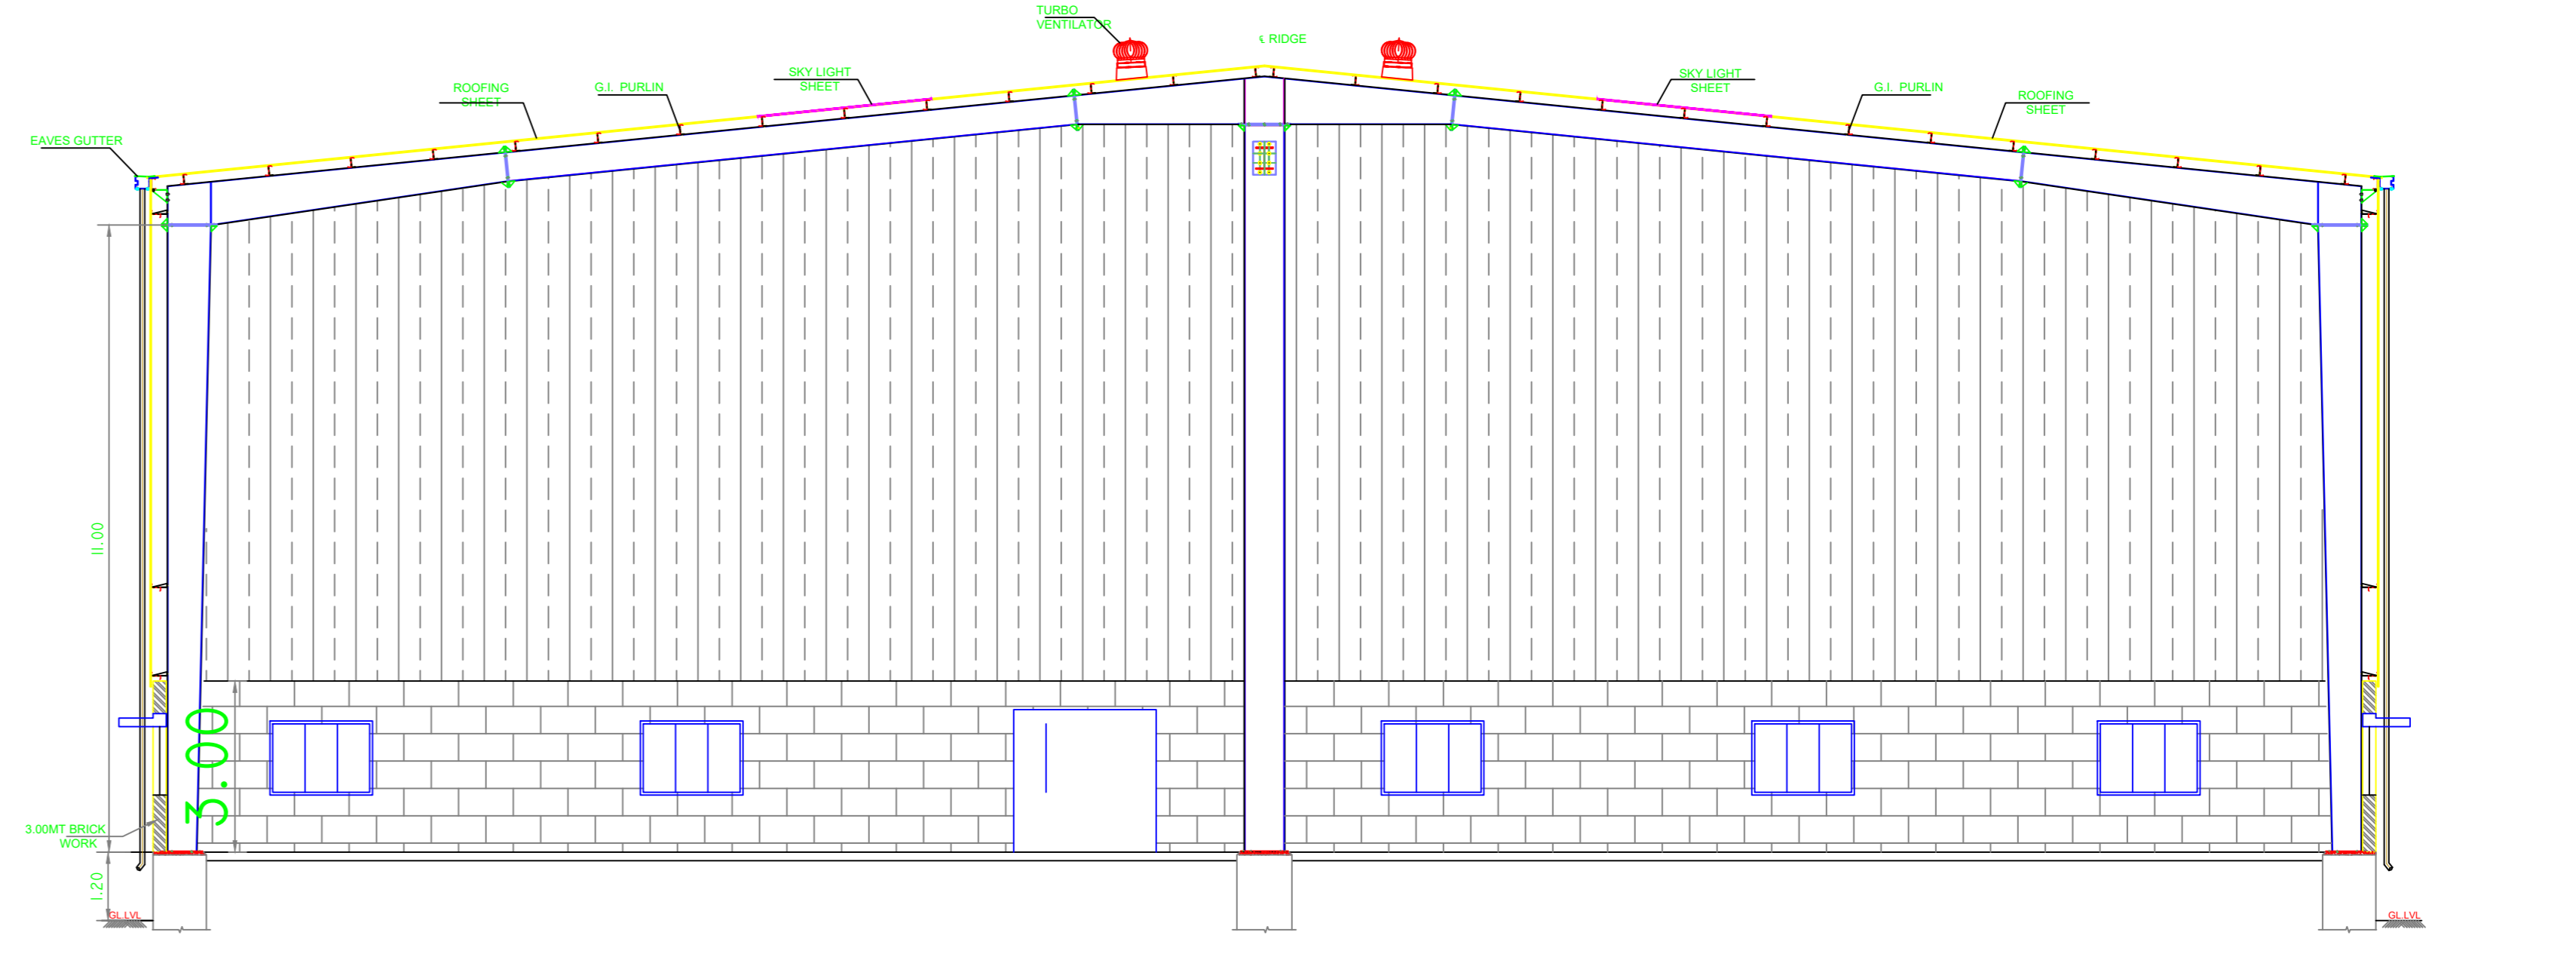 TURBO
VENTILATOR
℄ RIDGE
SKY LIGHT
SHEET
SKY LIGHT
SHEET
ROOFING
SHEET
G.I. PURLIN
G.I. PURLIN
ROOFING
SHEET
EAVES GUTTER
11.00
3.00
3.00MT BRICK
WORK
1.20
GL.LVL
GL.LVL